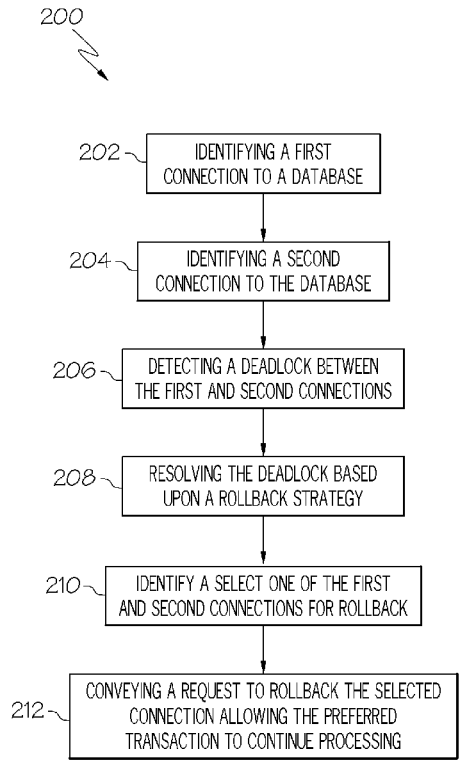 200
202
IDENTIFYING A FIRST
CONNECTION TO A DATABASE
204
IDENTIFYING A SECOND
CONNECTION TO THE DATABASE
206
DETECTING A DEADLOCK BETWEEN
THE FIRST AND SECOND CONNECTIONS
208
RESOLVING THE DEADLOCK BASED
UPON A ROLLBACK STRATEGY
210
IDENTIFY A SELECT ONE OF THE FIRST
AND SECOND CONNECTIONS FOR ROLLBACK
212
CONVEYING A REQUEST TO ROLLBACK THE SELECTED
CONNECTION ALLOWING THE PREFERRED
TRANSACTION TO CONTINUE PROCESSING